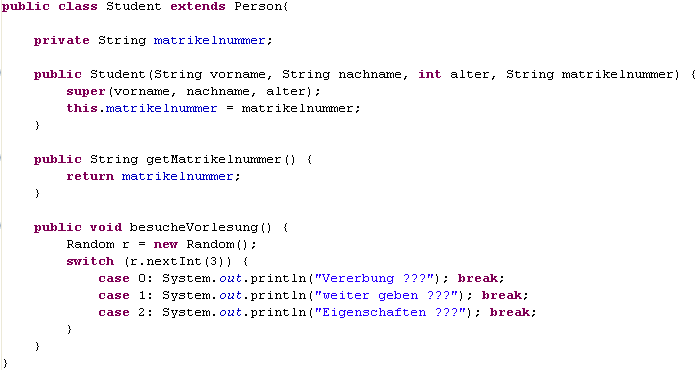 public class Student extends Person{
private String matrikelnummer;
public Student(String vorname, String nachname, int alter, String matrikelnummer) {
super(vorname, nachname, alter);
this.matrikelnummer = matrikelnummer;
}
public String getMatrikelnummer() {
return matrikelnummer;
}
public void besucheVorlesung() {
Random r = new Random();
switch (r.nextInt(3)) {
case 0: System.out.println("Vererbung ???"); break;
case 1: System.out.println("weiter geben ???"); break;
case 2: System.out.println("Eigenschaften ???"); break;
}
}
}